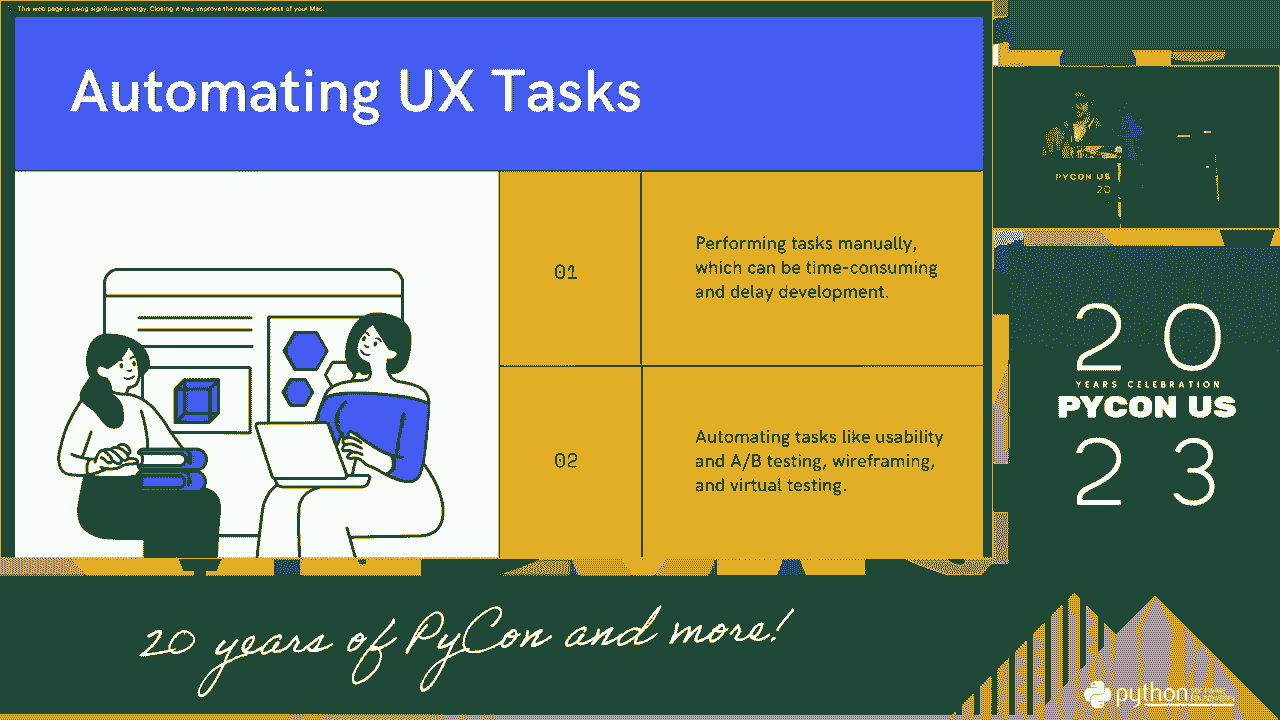 This web page is using significant energy. Closing it may improve the responsiveness of your Mac.
Automating UX Tasks
01
Performing tasks manually,
which can be time-consuming
and delay development.
02
Automating tasks like usability
and A/B testing, wireframing,
and virtual testing.
PYCON US
20
20
YEARS CELEBRATION
PYCON US
23
20 years of PyCon and more!
python